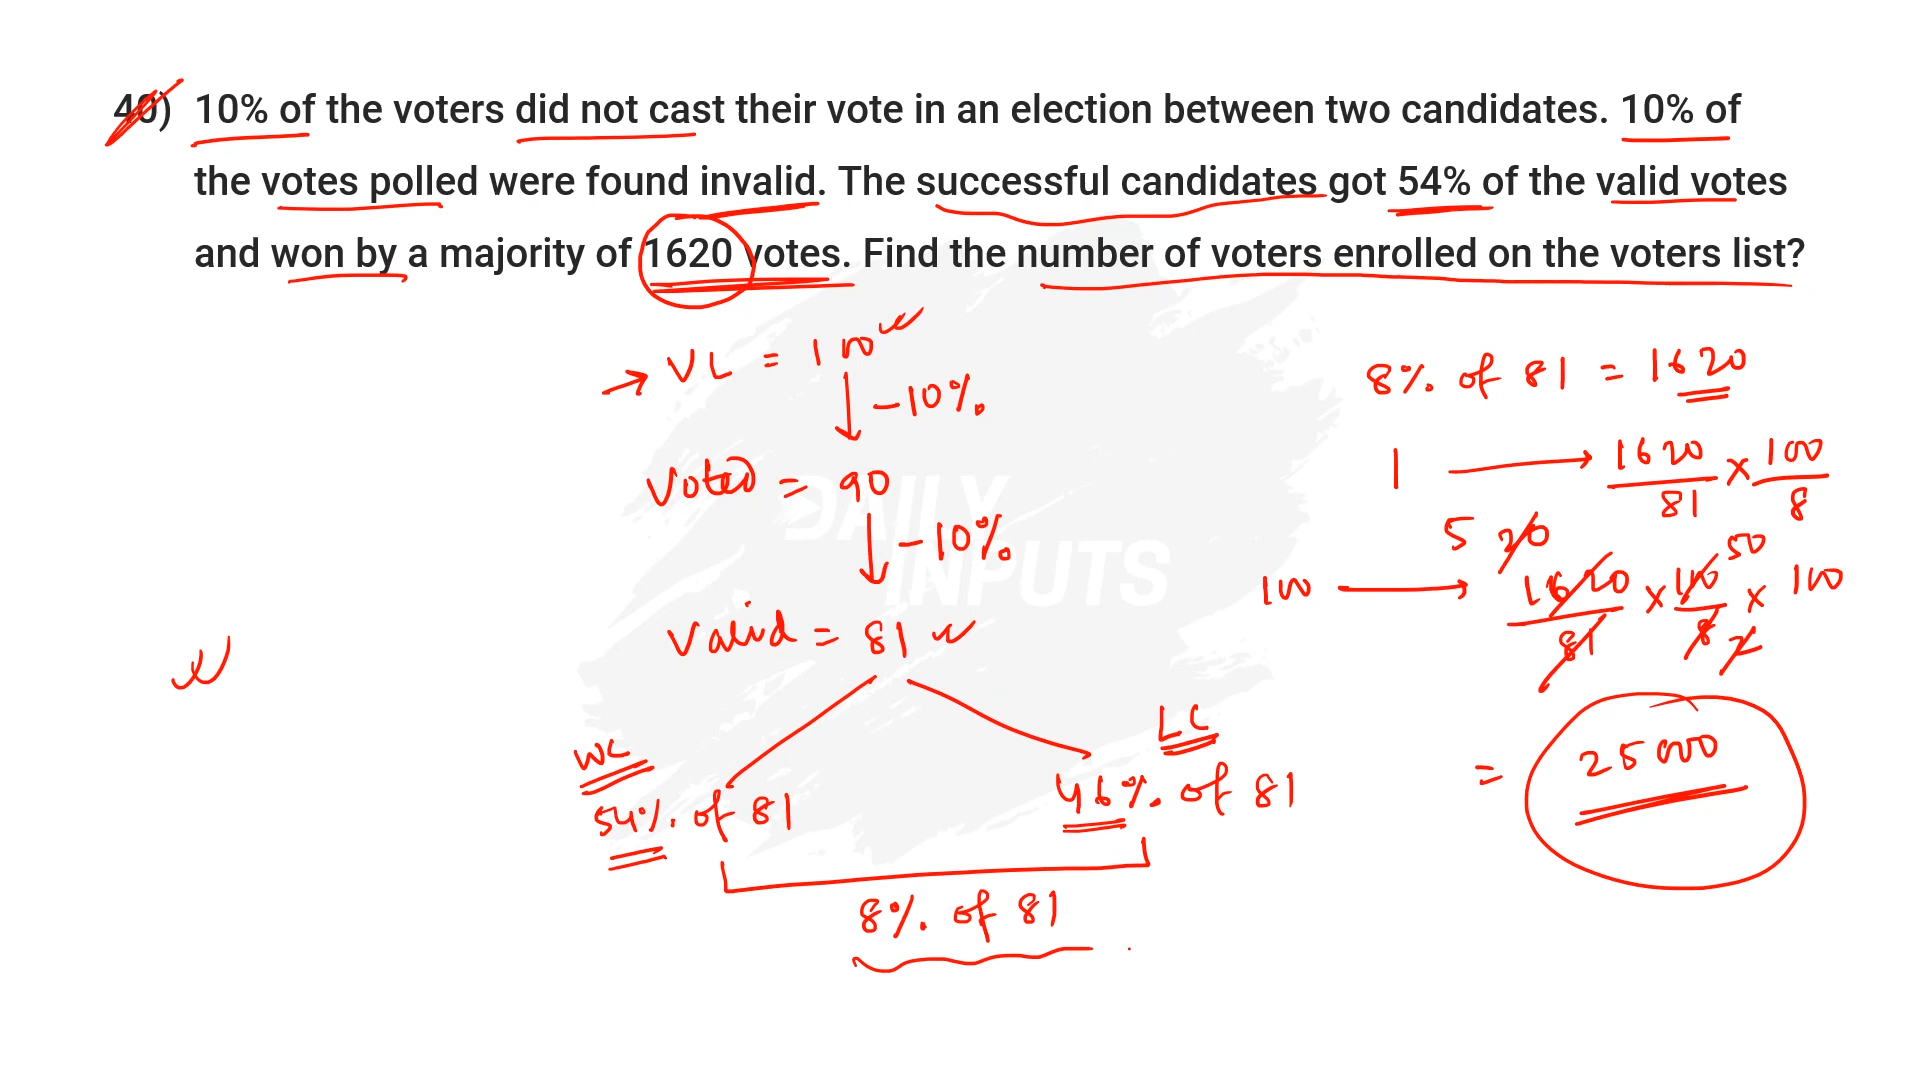 40) 10% of the voters did not cast their vote in an election between two candidates. 10% of
the votes polled were found invalid. The successful candidates got 54% of the valid votes
and won by a majority of 1620 votes. Find the number of voters enrolled on the voters list?
→ VL = 100
-10%
Voted = 90
-10%
Valid = 81
WC
54% of 81
LC
46% of 81
8% of 81
8% of 81 = 1620
1 → 1620/81 × 100/8
5 20 50
100 → 1620/81 × 100/8 × 100
2
= 25000
DAILY
INPUTS